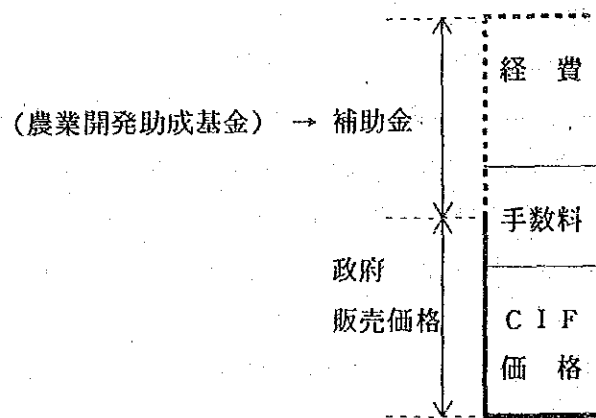 経 費
（農業開発助成基金） → 補助金
手数料
政府
販売価格
ＣＩＦ
価 格